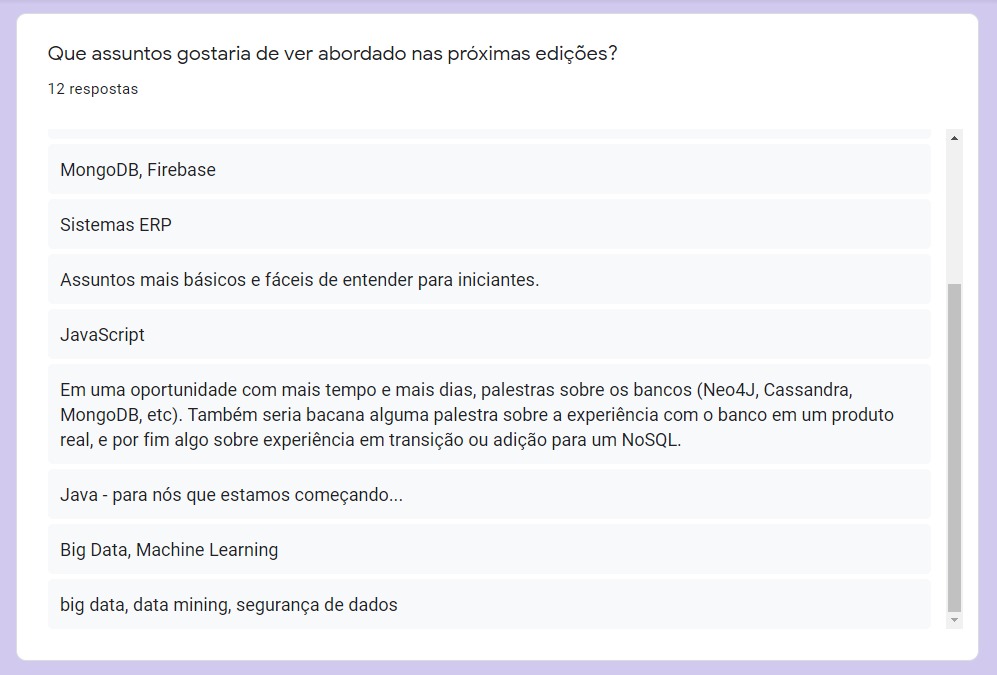 Que assuntos gostaria de ver abordado nas próximas edições?
12 respostas
MongoDB, Firebase
Sistemas ERP
Assuntos mais básicos e fáceis de entender para iniciantes.
JavaScript
Em uma oportunidade com mais tempo e mais dias, palestras sobre os bancos (Neo4J, Cassandra,
MongoDB, etc). Também seria bacana alguma palestra sobre a experiência com o banco em um produto
real, e por fim algo sobre experiência em transição ou adição para um NoSQL.
Java - para nós que estamos começando...
Big Data, Machine Learning
big data, data mining, segurança de dados